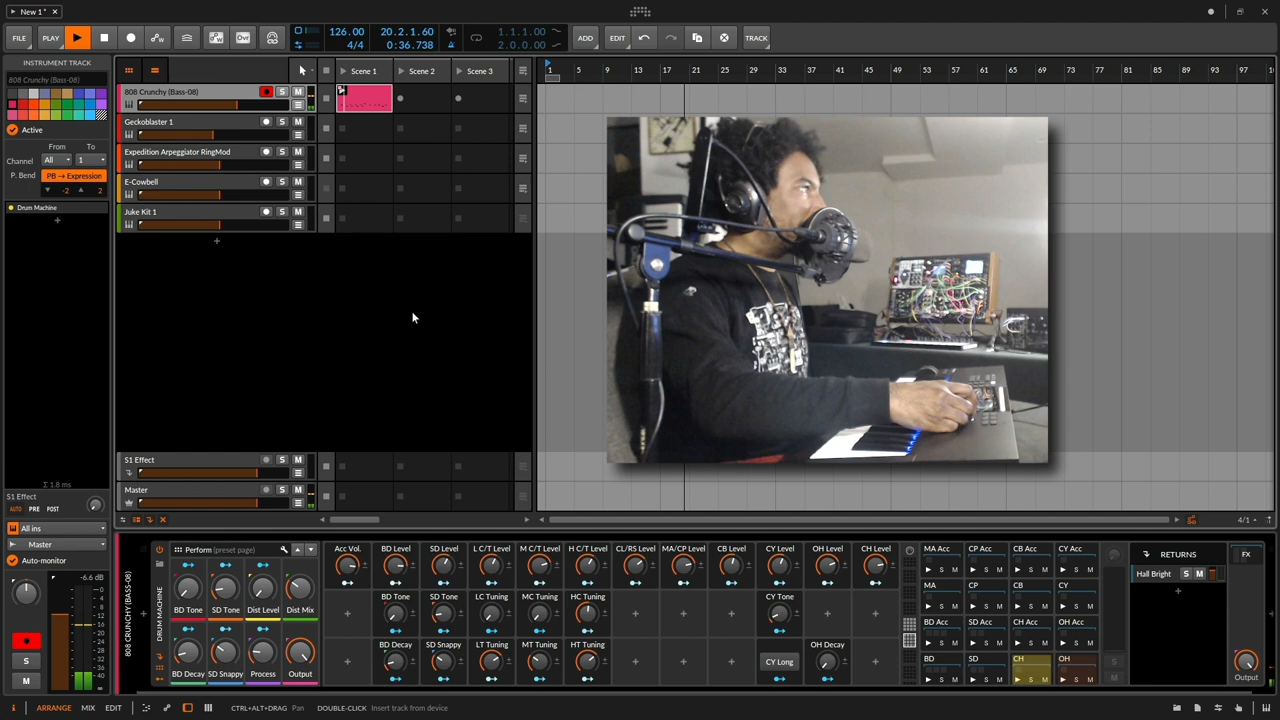 New 1*
FILE PLAY Ovr 126.00 20.2.1.60 1.1.1.00 ADD EDIT TRACK
4/4 0:36.738 2.0.0.00
INSTRUMENT TRACK
808 Crunchy (Bass-08)
Active
From To
Channel All 1
P. Bend PB → Expression
-2 2
Drum Machine
+
Σ 1.8 ms
S1 Effect
AUTO PRE POST
All ins
Master
Auto-monitor
-6.6 dB
S
M
Scene 1 Scene 2 Scene 3
808 Crunchy (Bass-08) S M
Geckoblaster 1 S M
Expedition Arpeggiator RingMod S M
E-Cowbell S M
Juke Kit 1 S M
+
S1 Effect S M
Master S M
1 5 9 13 17 21 25 29 33 37 41 45 49 53 57 61 65 69 73 77 81 85 89 93 97
4/1
808 CRUNCHY (BASS-08)
DRUM MACHINE
Perform (preset page)
BD Tone SD Tone Dist Level Dist Mix
BD Decay SD Snappy Process Output
Acc Vol. BD Level SD Level L C/T Level M C/T Level H C/T Level CL/RS Level MA/CP Level CB Level CY Level OH Level CH Level
BD Tone SD Tone LC Tuning MC Tuning HC Tuning CY Tone
BD Decay SD Snappy LT Tuning MT Tuning HT Tuning CY Long OH Decay
MA Acc CP Acc CB Acc CY Acc
MA CP CB CY
BD Acc SD Acc CH Acc OH Acc
BD SD CH OH
RETURNS
Hall Bright S M
+
FX
Output
ARRANGE MIX EDIT CTRL+ALT+DRAG Pan DOUBLE-CLICK Insert track from device